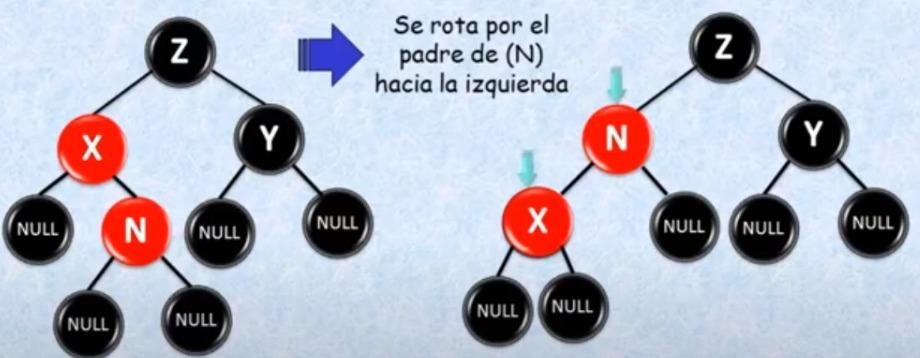 Z
Se rota por el
padre de (N)
hacia la izquierda
Z
X
Y
N
Y
NULL
N
NULL
NULL
X
NULL
NULL
NULL
NULL
NULL
NULL
NULL